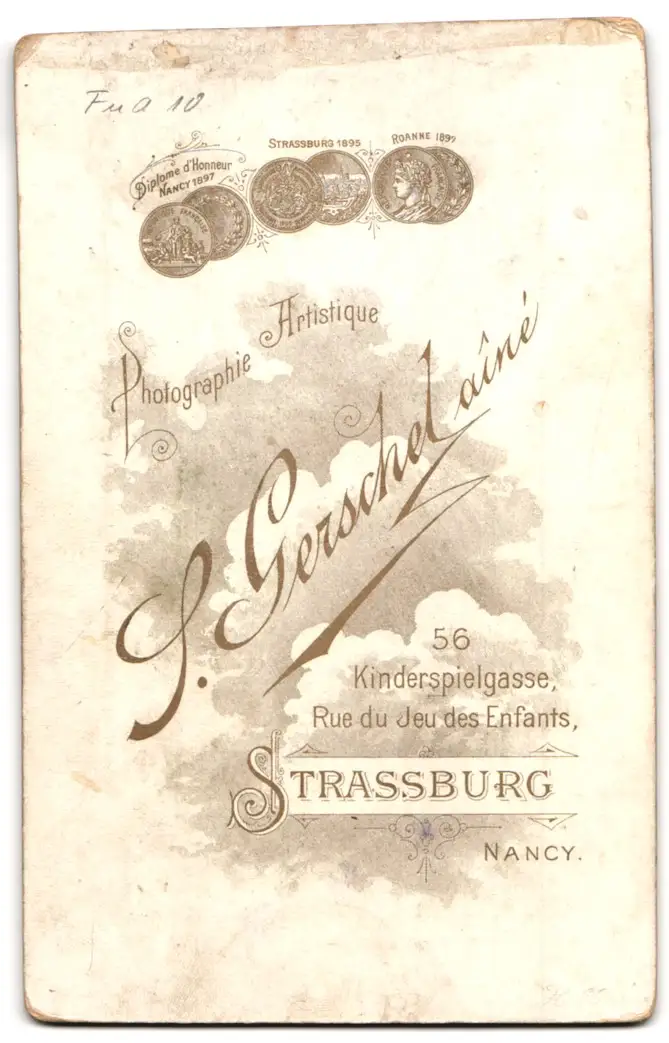 Fu a 10
Diplome d'Honneur
NANCY 1897
STRASSBURG 1895
ROANNE 189?
Photographie Artistique
S. Gerschel aîné
56
Kinderspielgasse,
Rue du Jeu des Enfants,
STRASSBURG
NANCY.